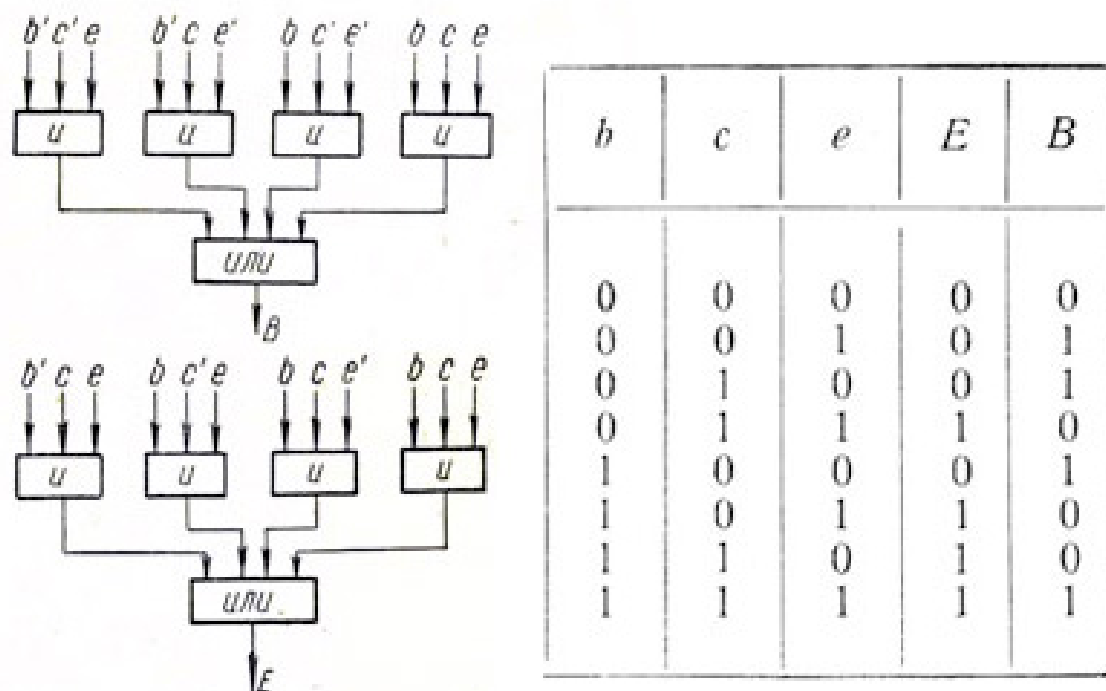 b' c' e b' c e' b c' e' b c e
и и и и
или
B
b' c e b c' e b c e' b c e
и и и и
или
E
b c e E B
0 0 0 0 0
0 0 1 0 1
0 1 0 0 1
0 1 1 1 0
1 0 0 0 1
1 0 1 1 0
1 1 0 1 0
1 1 1 1 1